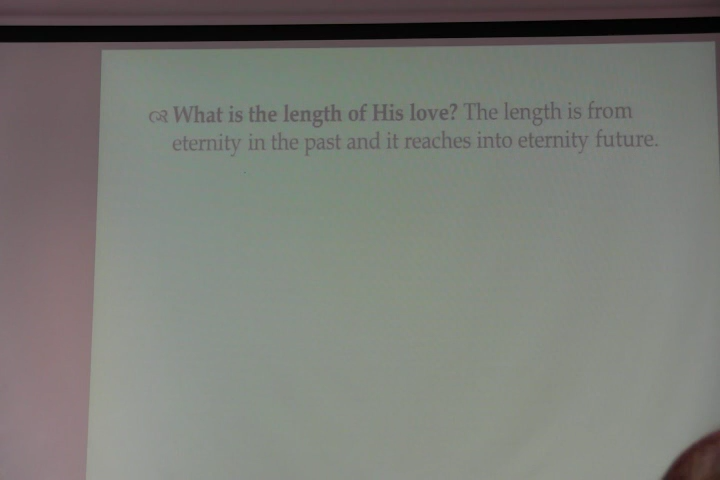 What is the length of His love? The length is from
eternity in the past and it reaches into eternity future.